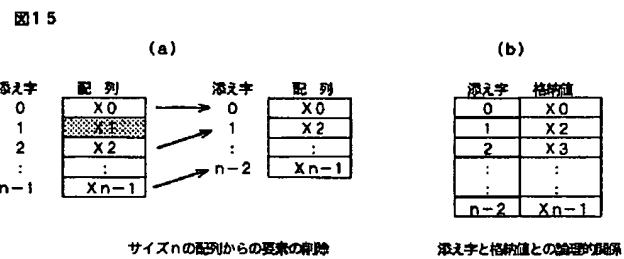 図15
(a)
(b)
添え字 配列 添え字 配列
0 X0 0 X0
1 X1 1 X2
2 X2 : :
: : n-2 Xn-1
n-1 Xn-1
添え字 格納値
0 X0
1 X2
2 X3
: :
: :
n-2 Xn-1
サイズnの配列からの要素の削除
添え字と格納値との論理的関係